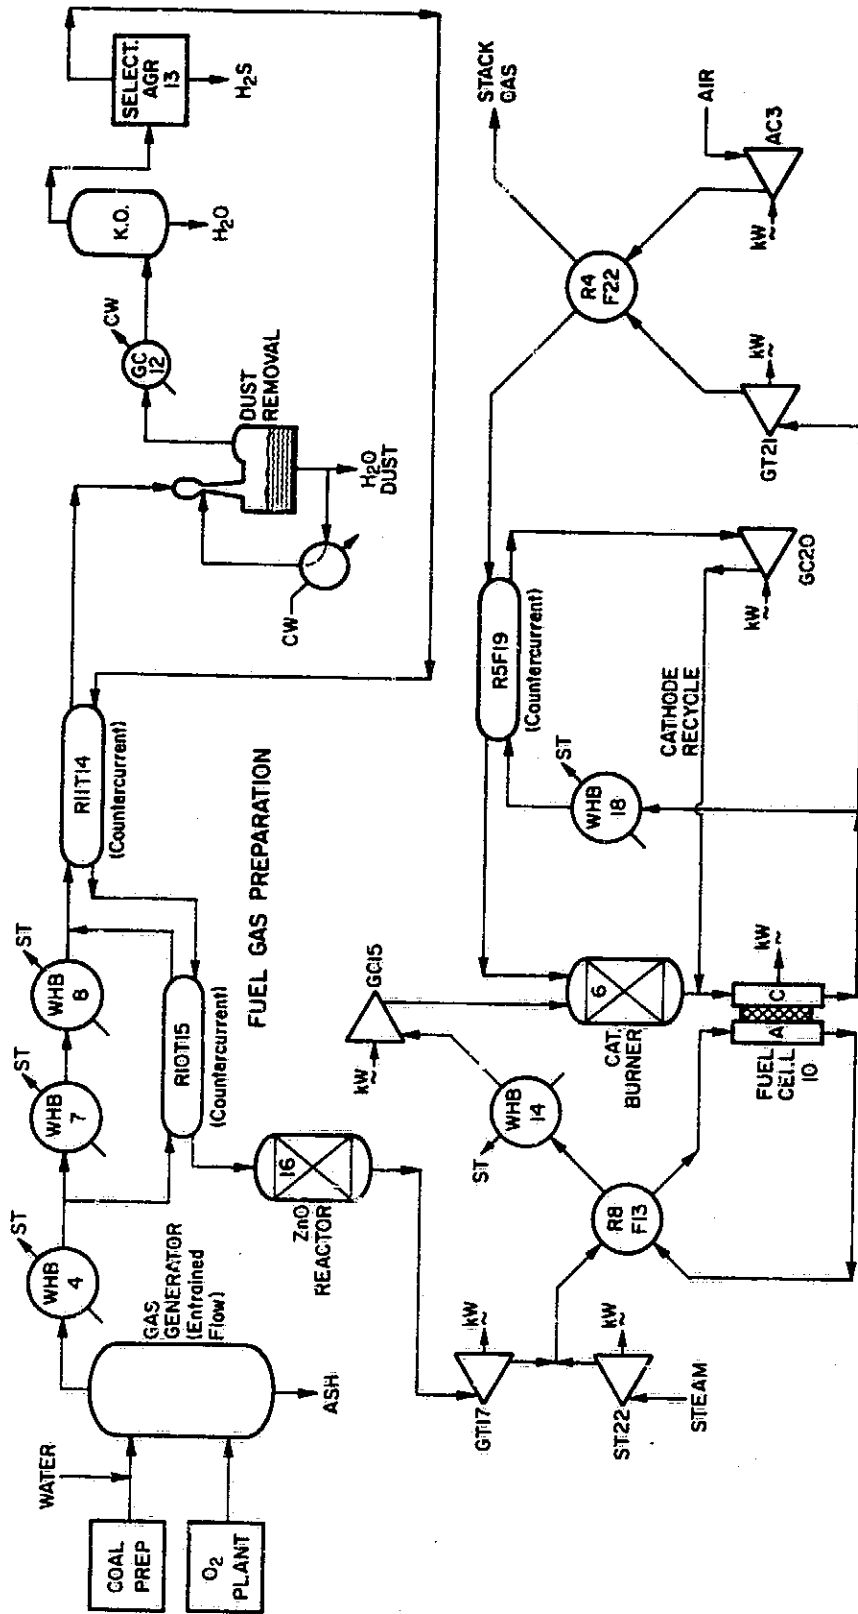 COAL
PREP
O2
PLANT
WATER
GAS
GENERATOR
(Entrained
Flow)
ASH
WHB
4
ST
WHB
7
ST
WHB
8
ST
R11T14
(Countercurrent)
R10T15
(Countercurrent)
16
ZnO
REACTOR
FUEL GAS PREPARATION
CW
DUST
REMOVAL
H2O
DUST
GC
12
CW
K.O.
H2O
SELECT.
AGR
13
H2S
GT17
kW
~
ST22
kW
~
STEAM
R8
F13
WHB
14
ST
GC15
kW
~
6
CAT.
BURNER
A
C
FUEL
CELL
10
kW
~
WHB
18
ST
CATHODE
RECYCLE
R5F19
(Countercurrent)
GC20
kW
~
GT21
kW
~
R4
F22
STACK
GAS
AIR
AC3
kW
~